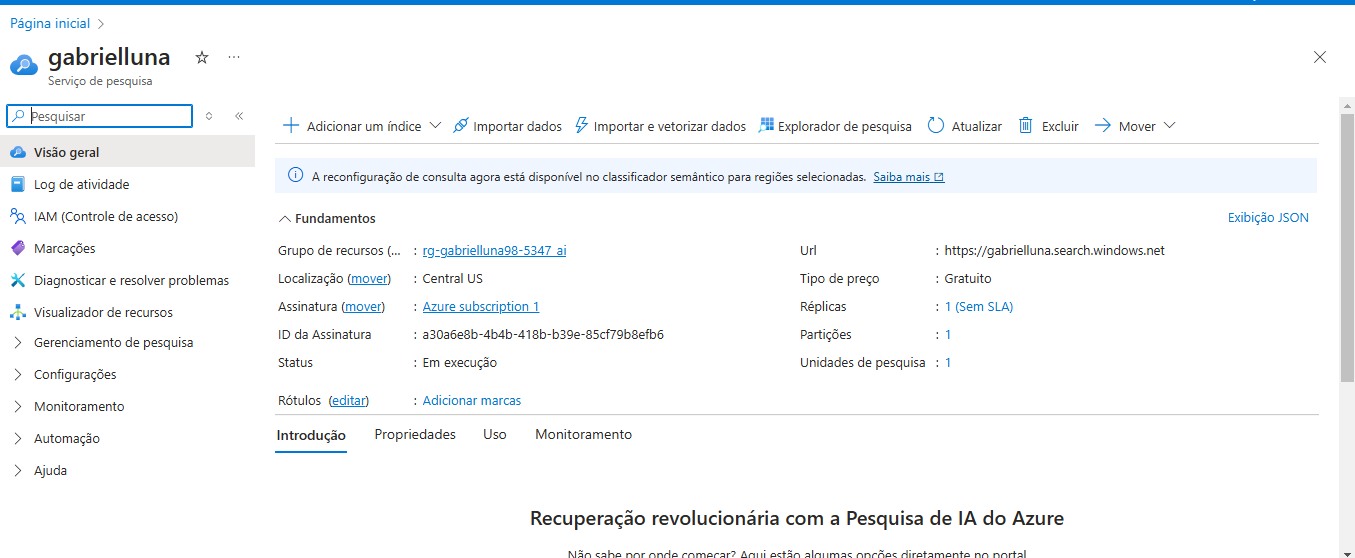 Página inicial >
gabrielluna
Serviço de pesquisa
Pesquisar
Visão geral
Log de atividade
IAM (Controle de acesso)
Marcações
Diagnosticar e resolver problemas
Visualizador de recursos
Gerenciamento de pesquisa
Configurações
Monitoramento
Automação
Ajuda
Adicionar um índice Importar dados Importar e vetorizar dados Explorador de pesquisa Atualizar Excluir Mover
A reconfiguração de consulta agora está disponível no classificador semântico para regiões selecionadas. Saiba mais
Fundamentos Exibição JSON
Grupo de recursos (... : rg-gabrielluna98-5347_ai
Localização (mover) : Central US
Assinatura (mover) : Azure subscription 1
ID da Assinatura : a30a6e8b-4b4b-418b-b39e-85cf79b8efb6
Status : Em execução
Url : https://gabrielluna.search.windows.net
Tipo de preço : Gratuito
Réplicas : 1 (Sem SLA)
Partições : 1
Unidades de pesquisa : 1
Rótulos (editar) : Adicionar marcas
Introdução Propriedades Uso Monitoramento
Recuperação revolucionária com a Pesquisa de IA do Azure
Não sabe por onde começar? Aqui estão algumas opções diretamente no portal